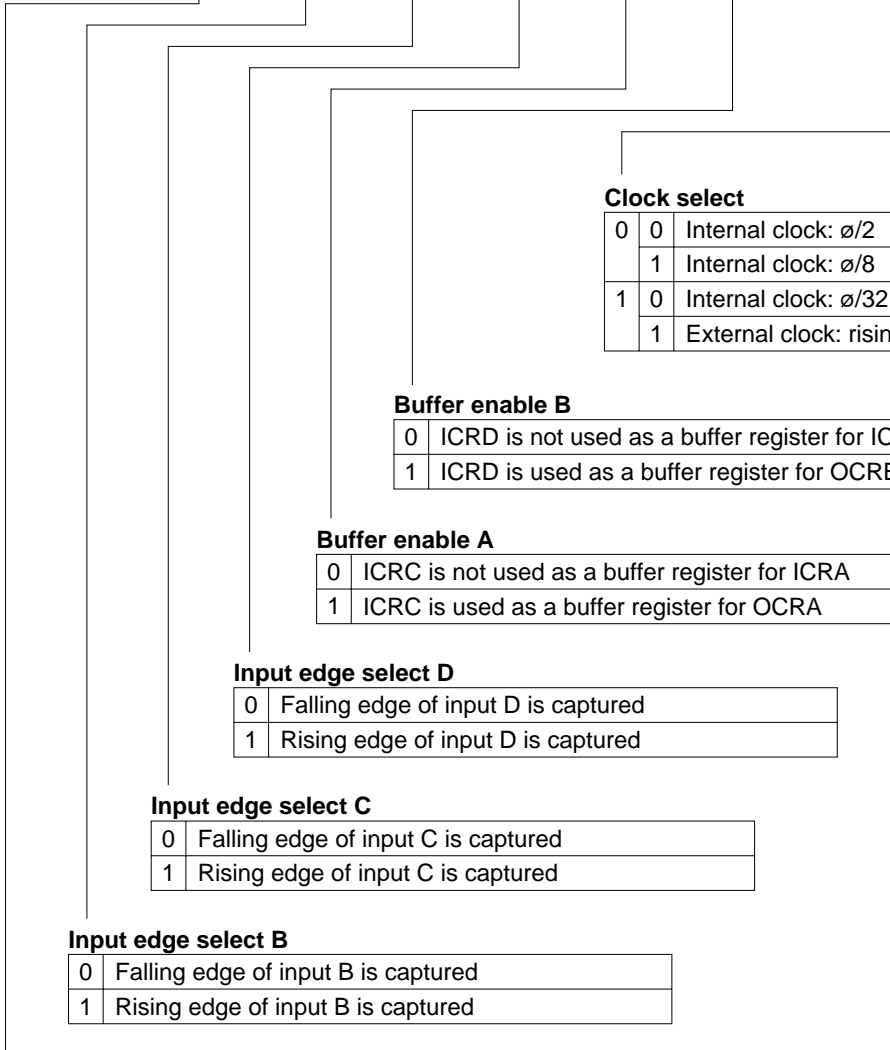 Clock select
0 0 Internal clock: ø/2
1 Internal clock: ø/8
1 0 Internal clock: ø/32
1 External clock:
Buffer enable B
0 ICRD is not used as a buffer register for
1 ICRD is used as a buffer register for
Buffer enable A
0 ICRC is not used as a buffer register for ICRA
1 ICRC is used as a buffer register for OCRA
Input edge select D
0 Falling edge of input D is captured
1 Rising edge of input D is captured
Input edge select C
0 Falling edge of input C is captured
1 Rising edge of input C is captured
Input edge select B
0 Falling edge of input B is captured
1 Rising edge of input B is captured